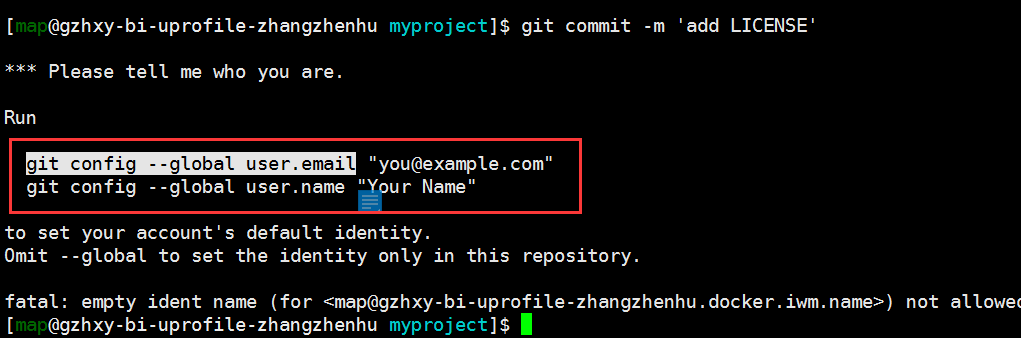 [map@gzhxy-bi-uprofile-zhangzhenhu myproject]$ git commit -m 'add LICENSE'
*** Please tell me who you are.
Run
git config --global user.email "you@example.com"
git config --global user.name "Your Name"
to set your account's default identity.
Omit --global to set the identity only in this repository.
fatal: empty ident name (for <map@gzhxy-bi-uprofile-zhangzhenhu.docker.iwm.name>) not allowed
[map@gzhxy-bi-uprofile-zhangzhenhu myproject]$